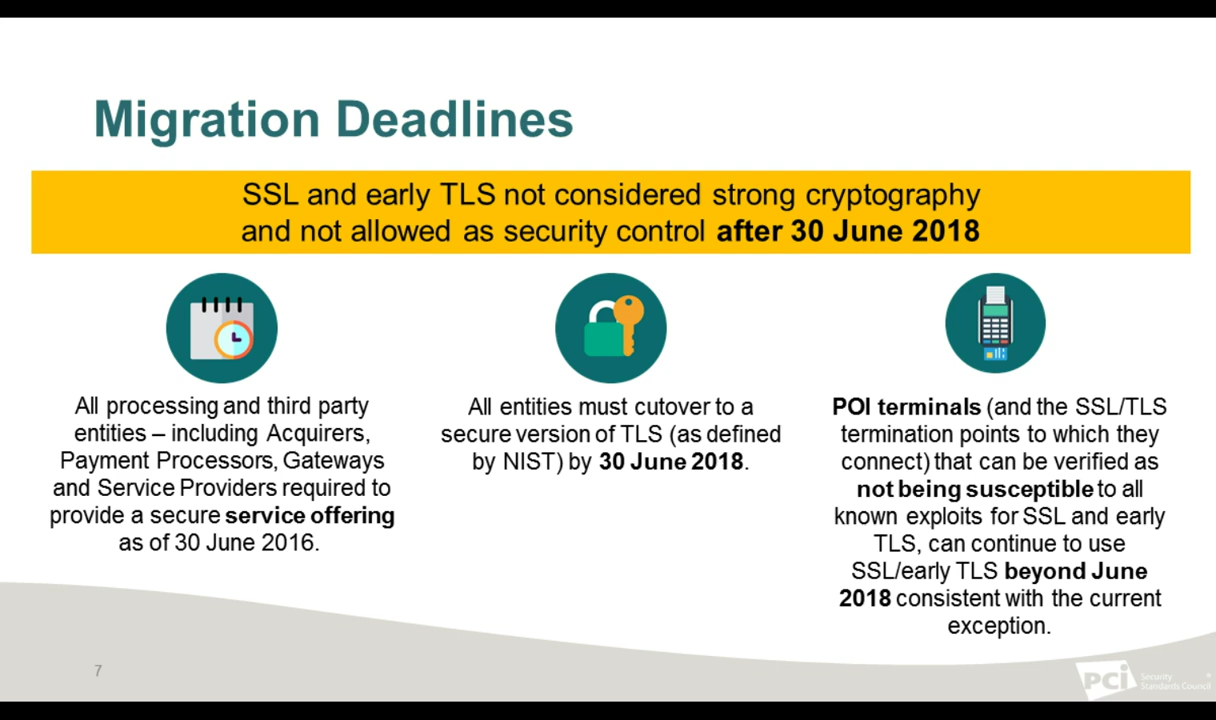 Migration Deadlines
SSL and early TLS not considered strong cryptography
and not allowed as security control after 30 June 2018
All processing and third party
entities – including Acquirers,
Payment Processors, Gateways
and Service Providers required to
provide a secure service offering
as of 30 June 2016.
All entities must cutover to a
secure version of TLS (as defined
by NIST) by 30 June 2018.
POI terminals (and the SSL/TLS
termination points to which they
connect) that can be verified as
not being susceptible to all
known exploits for SSL and early
TLS, can continue to use
SSL/early TLS beyond June
2018 consistent with the current
exception.
7
PCI Security
Standards Council